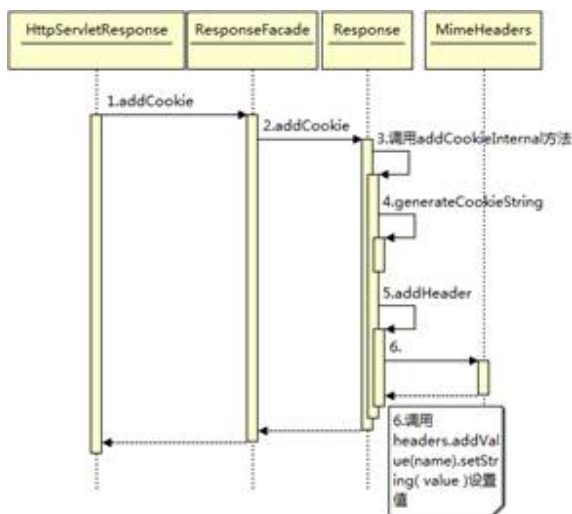 HttpServletResponse
ResponseFacade
Response
MimeHeaders
1.addCookie
2.addCookie
3.调用addCookieInternal方法
4.generateCookieString
5.addHeader
6.
6.调用
headers.addVal
ue(name).setStr
ing( value )设置
值